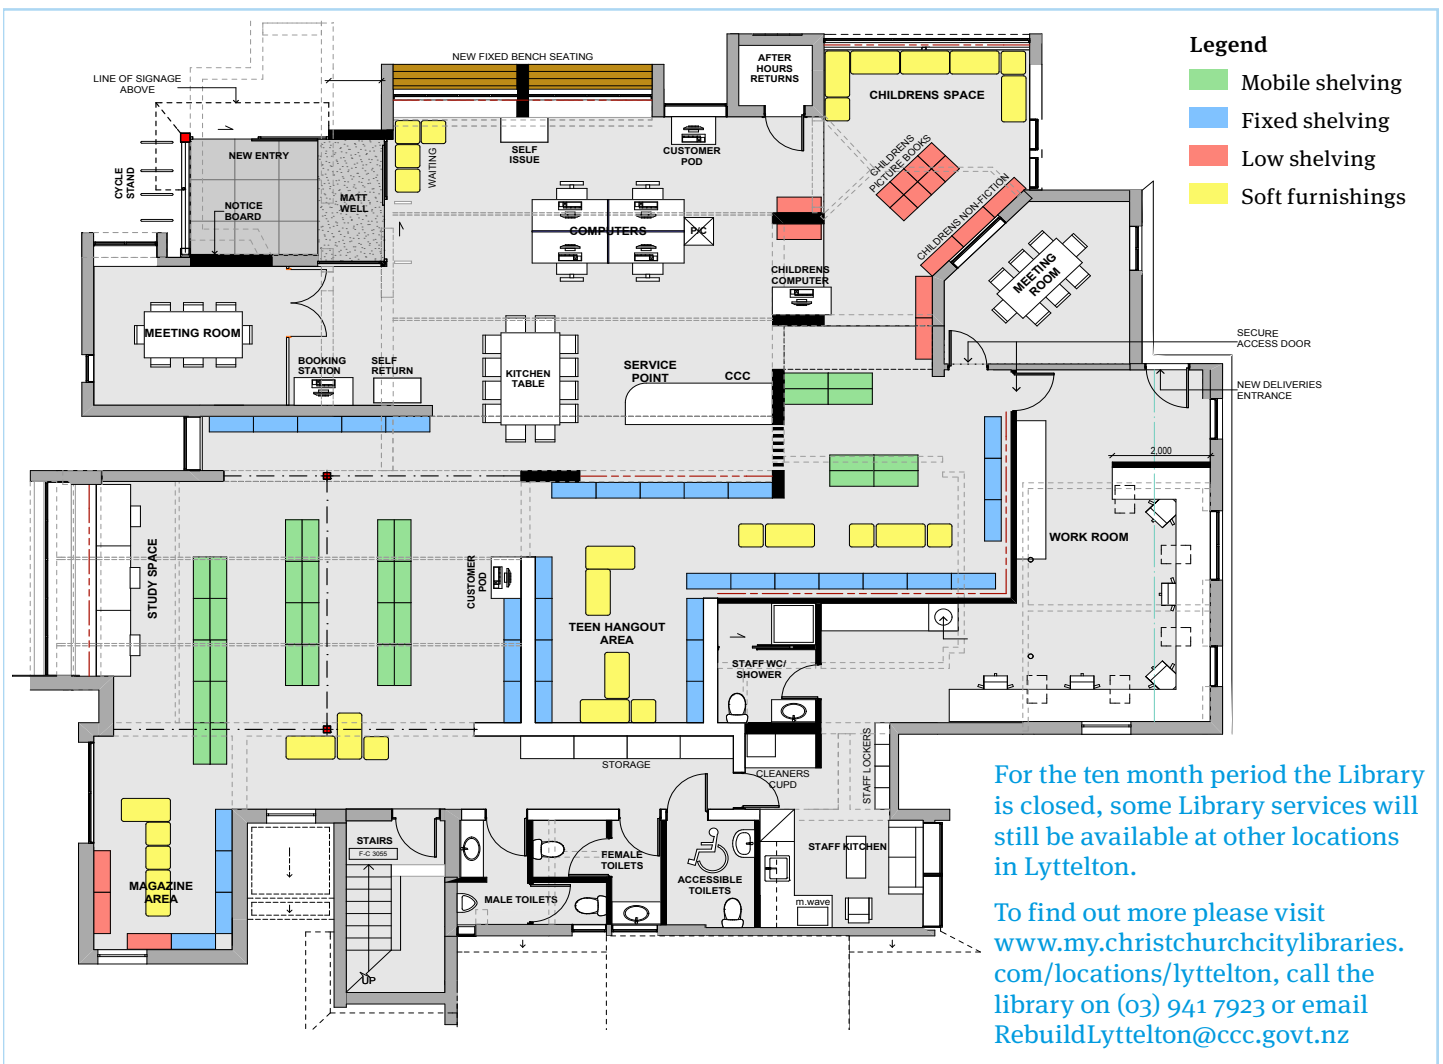 NEW FIXED BENCH SEATING
LINE OF SIGNAGE
ABOVE
AFTER
HOURS
RETURNS
CHILDRENS SPACE
Legend
Mobile shelving
Fixed shelving
Low shelving
Soft furnishings
CYCLE
STAND
NEW ENTRY
NOTICE
BOARD
MATT
WELL
WAITING
SELF
ISSUE
CUSTOMER
POD
CHILDRENS
PICTURE BOOKS
CHILDRENS NON-FICTION
COMPUTERS
P/C
CHILDRENS
COMPUTER
MEETING
ROOM
MEETING ROOM
BOOKING
STATION
SELF
RETURN
KITCHEN
TABLE
SERVICE
POINT
CCC
SECURE
ACCESS DOOR
NEW DELIVERIES
ENTRANCE
2,000
WORK ROOM
STUDY SPACE
CUSTOMER
POD
TEEN HANGOUT
AREA
STAFF WC/
SHOWER
STORAGE
CLEANERS
CUPD
STAFF LOCKERS
STAIRS
F-C 3055
UP
MAGAZINE
AREA
MALE TOILETS
FEMALE
TOILETS
ACCESSIBLE
TOILETS
STAFF KITCHEN
m.wave
For the ten month period the Library
is closed, some Library services will
still be available at other locations
in Lyttelton.
To find out more please visit
www.my.christchurchcitylibraries.
com/locations/lyttelton, call the
library on (03) 941 7923 or email
RebuildLyttelton@ccc.govt.nz